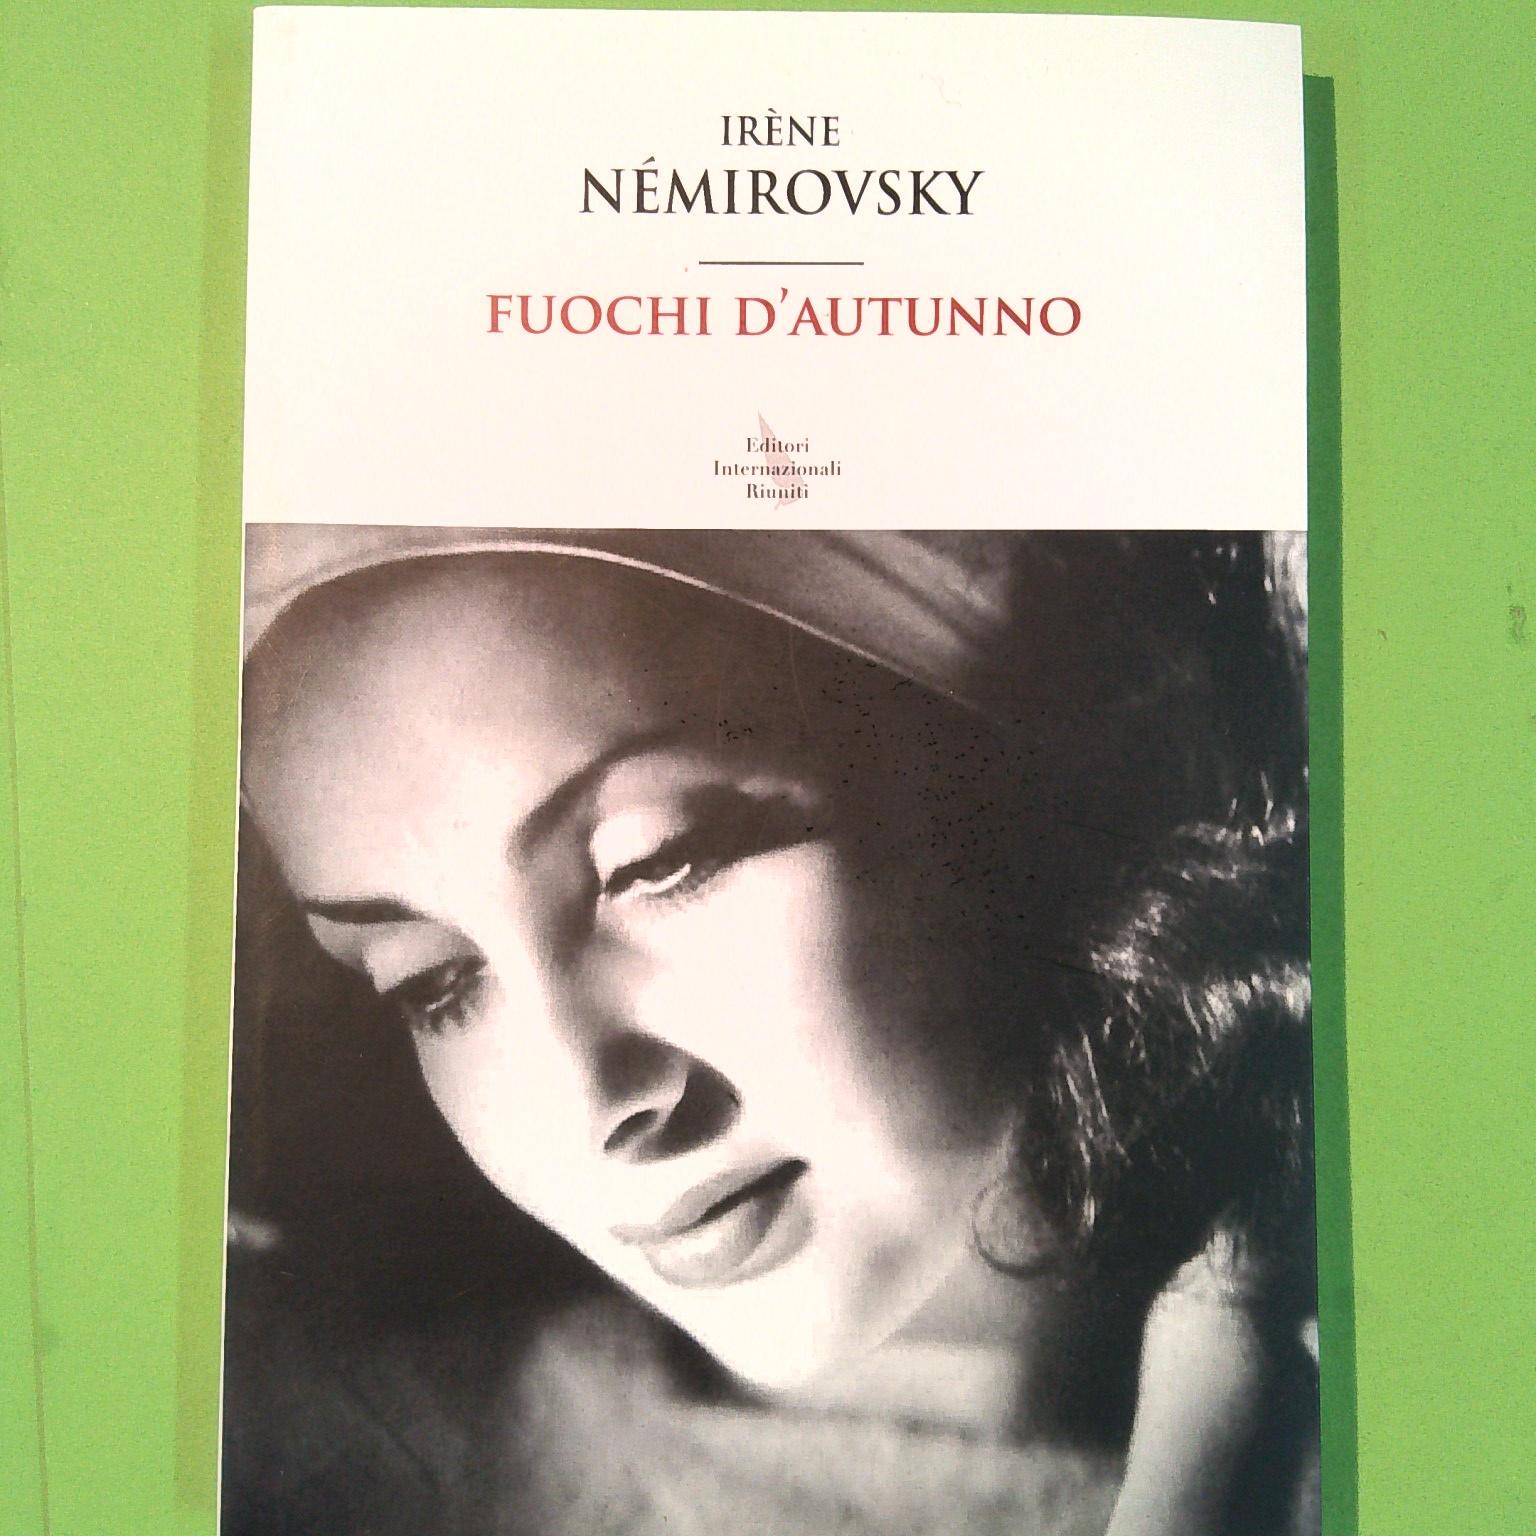 IRÈNE
NÉMIROVSKY
FUOCHI D'AUTUNNO
Editori
Internazionali
Riuniti